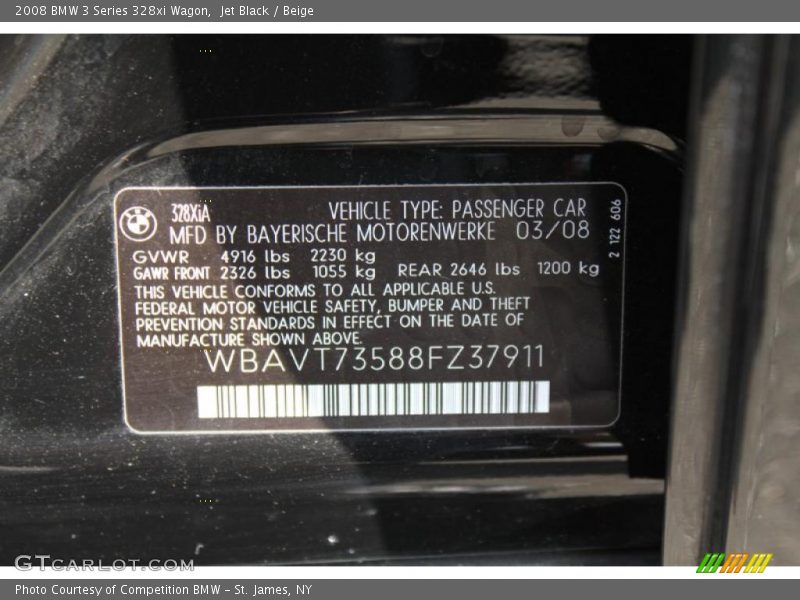 2008 BMW 3 Series 328xi Wagon, Jet Black / Beige
328XiA
VEHICLE TYPE: PASSENGER CAR
MFD BY BAYERISCHE MOTORENWERKE 03/08
GVWR 4916 lbs 2230 kg
GAWR FRONT 2326 lbs 1055 kg REAR 2646 lbs 1200 kg
THIS VEHICLE CONFORMS TO ALL APPLICABLE U.S.
FEDERAL MOTOR VEHICLE SAFETY, BUMPER AND THEFT
PREVENTION STANDARDS IN EFFECT ON THE DATE OF
MANUFACTURE SHOWN ABOVE.
WBAVT73588FZ37911
2 122 606
GTcarlot.com
Photo Courtesy of Competition BMW – St. James, NY